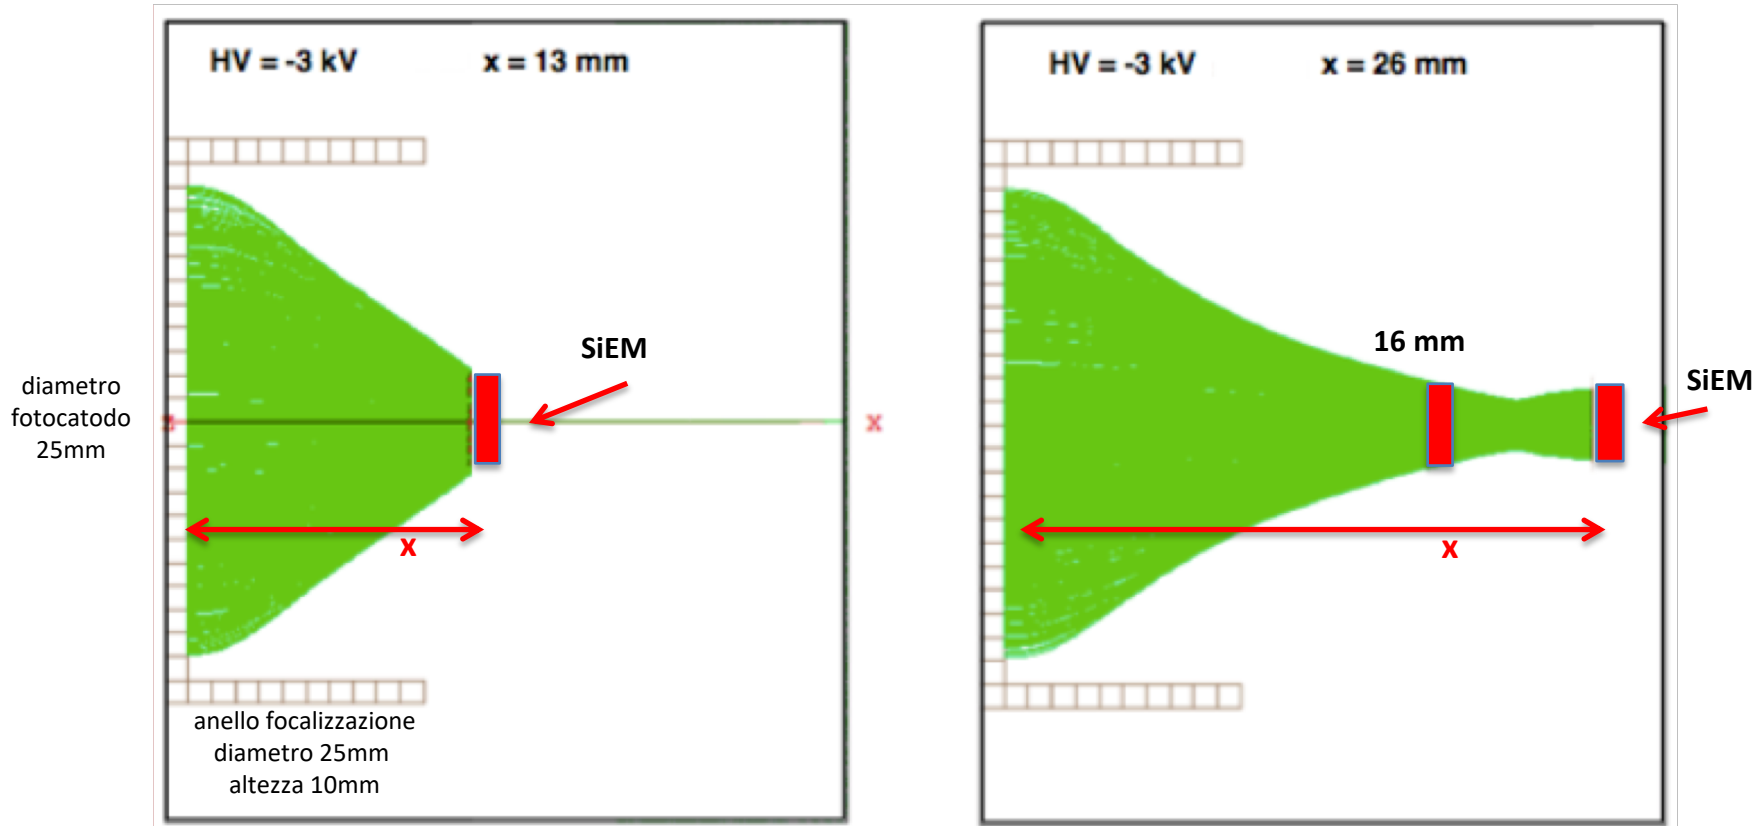 HV = -3 kV
x = 13 mm
SiEM
x
x
diametro
fotocatodo
25mm
anello focalizzazione
diametro 25mm
altezza 10mm
HV = -3 kV
x = 26 mm
16 mm
SiEM
x